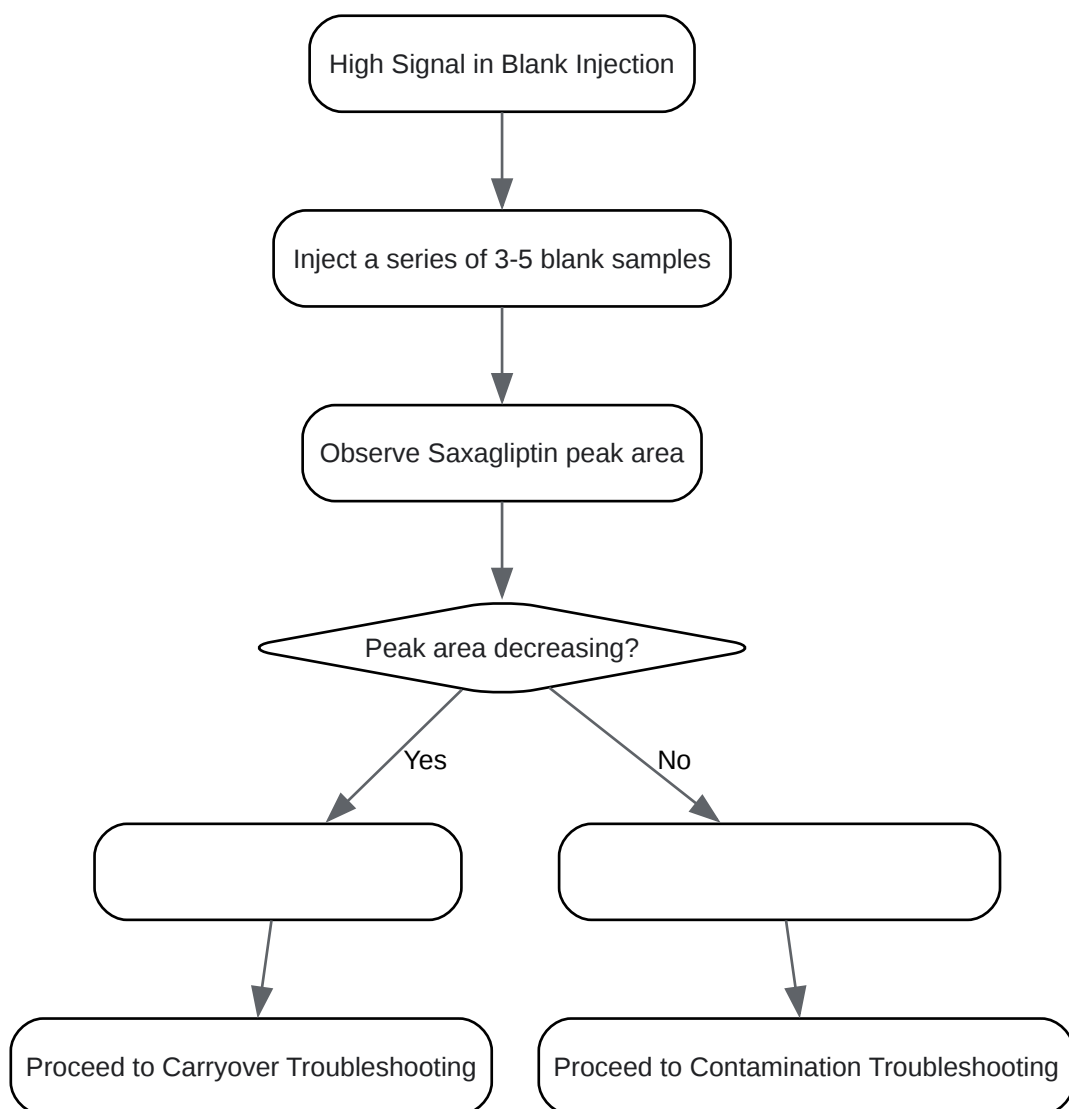 High Signal in Blank Injection
Inject a series of 3-5 blank samples
Observe Saxagliptin peak area
Peak area decreasing?
Yes
No
Proceed to Carryover Troubleshooting
Proceed to Contamination Troubleshooting